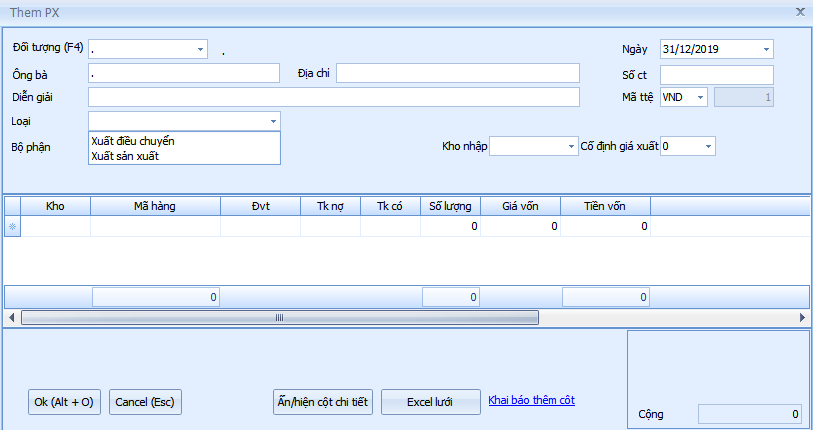 Them PX
Đối tượng (F4) . .
Ngày 31/12/2019
Ông bà . Địa chỉ
Số ct
Diễn giải
Mã ttệ VND 1
Loại
Xuất điều chuyển
Xuất sản xuất
Bộ phận
Kho nhập Cố định giá xuất 0
Kho Mã hàng Đvt Tk nợ Tk có Số lượng Giá vốn Tiền vốn
0 0 0
0 0 0
Ok (Alt + O) Cancel (Esc) Ẩn/hiện cột chi tiết Excel lưới Khai báo thêm cột
Cộng 0